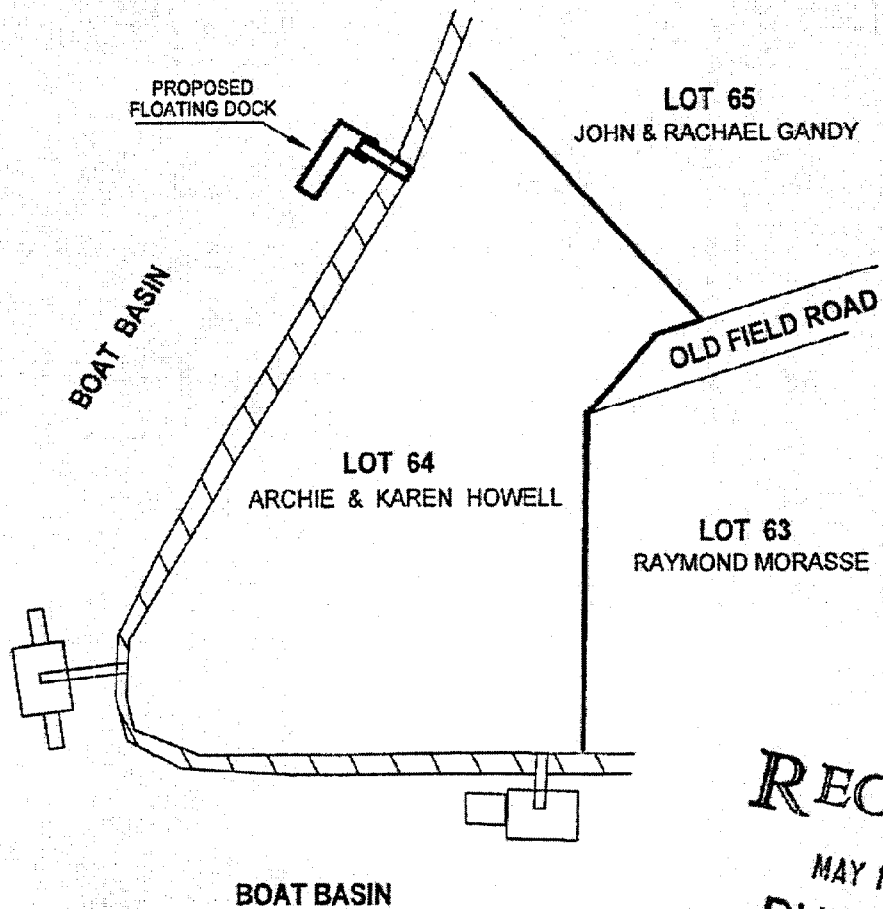 PROPOSED
FLOATING DOCK
LOT 65
JOHN & RACHAEL GANDY
BOAT BASIN
OLD FIELD ROAD
LOT 64
ARCHIE & KAREN HOWELL
LOT 63
RAYMOND MORASSE
MAY
BOAT BASIN